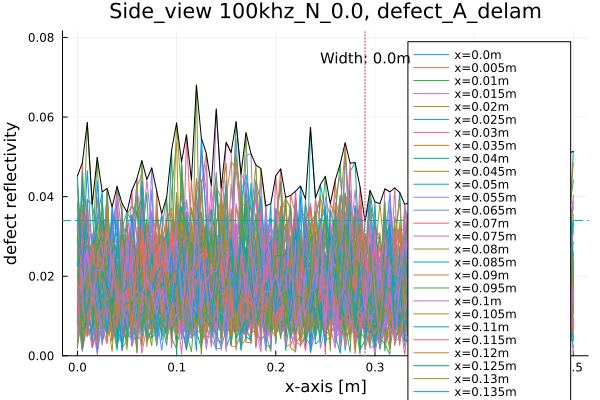 Side_view 100khz_N_0.0, defect_A_delam
0.08
0.06
0.04
0.02
0.00
defect reflectivity
Width: 0.0m
0.0
0.1
0.2
0.3
.5
x-axis [m]
x=0.0m
x=0.005m
x=0.01m
x=0.015m
x=0.02m
x=0.025m
x=0.03m
x=0.035m
x=0.04m
x=0.045m
x=0.05m
x=0.055m
x=0.065m
x=0.07m
x=0.075m
x=0.08m
x=0.085m
x=0.09m
x=0.095m
x=0.1m
x=0.105m
x=0.11m
x=0.115m
x=0.12m
x=0.125m
x=0.13m
x=0.135m